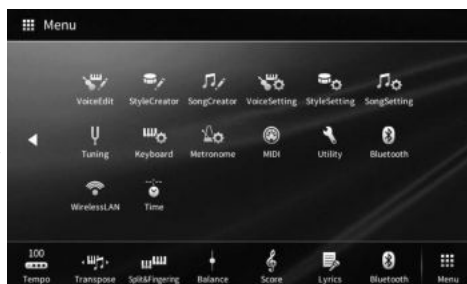 Menu
VoiceEdit StyleCreator SongCreator VoiceSetting StyleSetting SongSetting
Tuning Keyboard Metronome MIDI Utility Bluetooth
WirelessLAN Time
100
Tempo Transpose Split&Fingering Balance Score Lyrics Bluetooth Menu